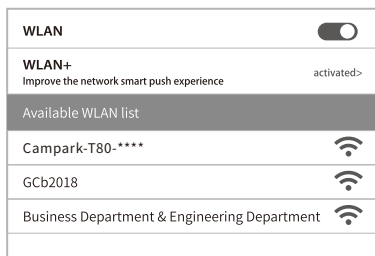 WLAN
WLAN+
Improve the network smart push experience
activated>
Available WLAN list
Campark-T80-****
GCb2018
Business Department & Engineering Department